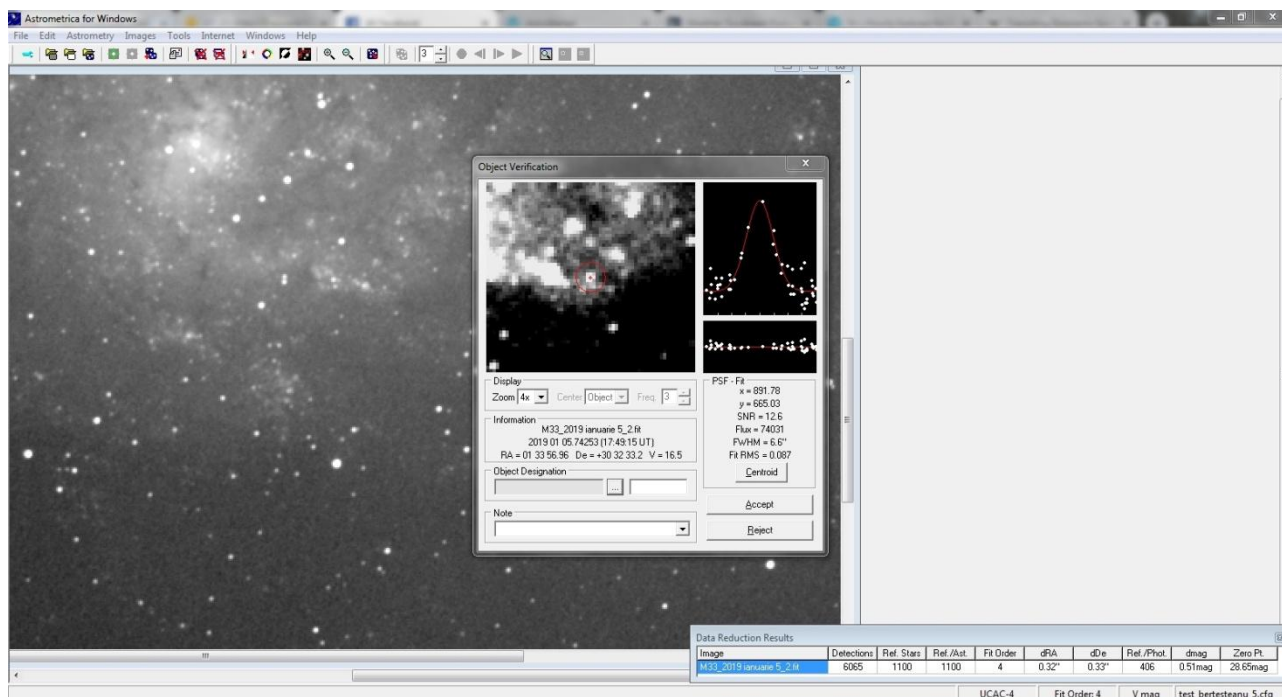 Astrometrica for Windows
File Edit Astrometry Images Tools Internet Windows Help
3
Object Verification
Display
Zoom 4x Center Object Freq. 3
Information
M33_2019 ianuarie 5_2.fit
2019 01 05.74253 (17:49:15 UT)
RA = 01 33 56.96 De = +30 32 33.2 V = 16.5
Object Designation
...
Note
PSF - Fit
x = 891.78
y = 665.03
SNR = 12.6
Flux = 74031
FWHM = 6.6"
Fit RMS = 0.087
Centroid
Accept
Reject
Data Reduction Results
Image Detections Ref. Stars Ref./Ast. Fit Order dRA dDe Ref./Phot. dmag Zero Pt.
M33_2019 ianuarie 5_2.fit 6065 1100 1100 4 0.32" 0.33" 406 0.51mag 28.65mag
UCAC-4 Fit Order: 4 V mag test_bertesteanu_5.cfg